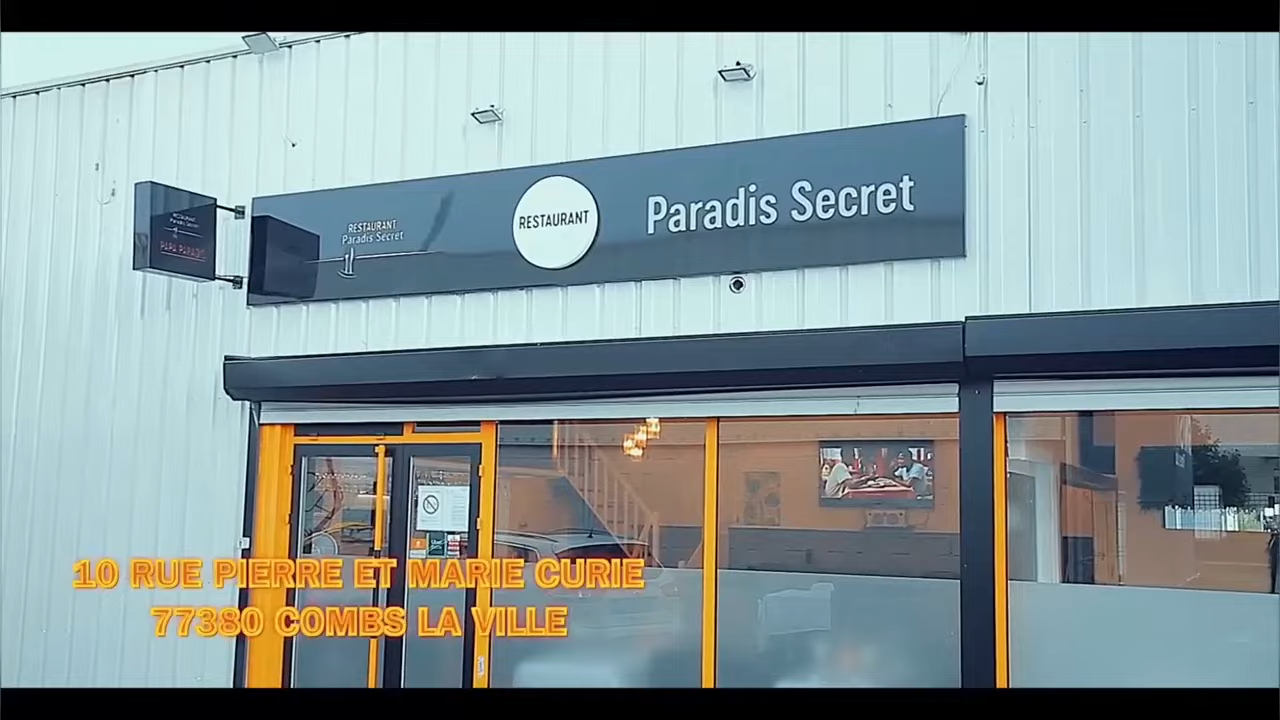 RESTAURANT
Paradis Secret
PAPA PARADIS
RESTAURANT
Paradis Secret
RESTAURANT
Paradis Secret
10 RUE PIERRE ET MARIE CURIE
77380 COMBS LA VILLE